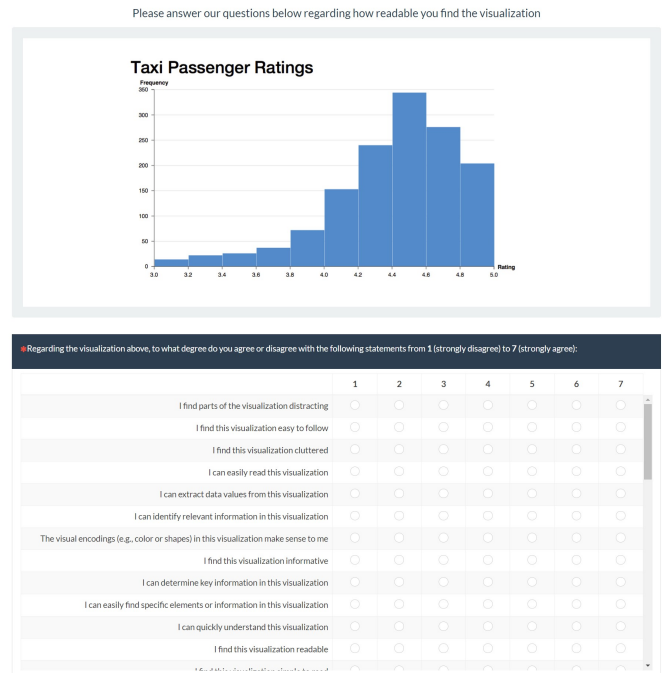 Please answer our questions below regarding how readable you find the visualization
Taxi Passenger Ratings
Frequency
350
300
250
200
150
100
50
0
3.0 3.2 3.4 3.6 3.8 4.0 4.2 4.4 4.6 4.8 5.0
Rating
*Regarding the visualization above, to what degree do you agree or disagree with the following statements from 1 (strongly disagree) to 7 (strongly agree):
1 2 3 4 5 6 7
I find parts of the visualization distracting
I find this visualization easy to follow
I find this visualization cluttered
I can easily read this visualization
I can extract data values from this visualization
I can identify relevant information in this visualization
The visual encodings (e.g., color or shapes) in this visualization make sense to me
I find this visualization informative
I can determine key information in this visualization
I can easily find specific elements or information in this visualization
I can quickly understand this visualization
I find this visualization readable
I find this visualization simple to read